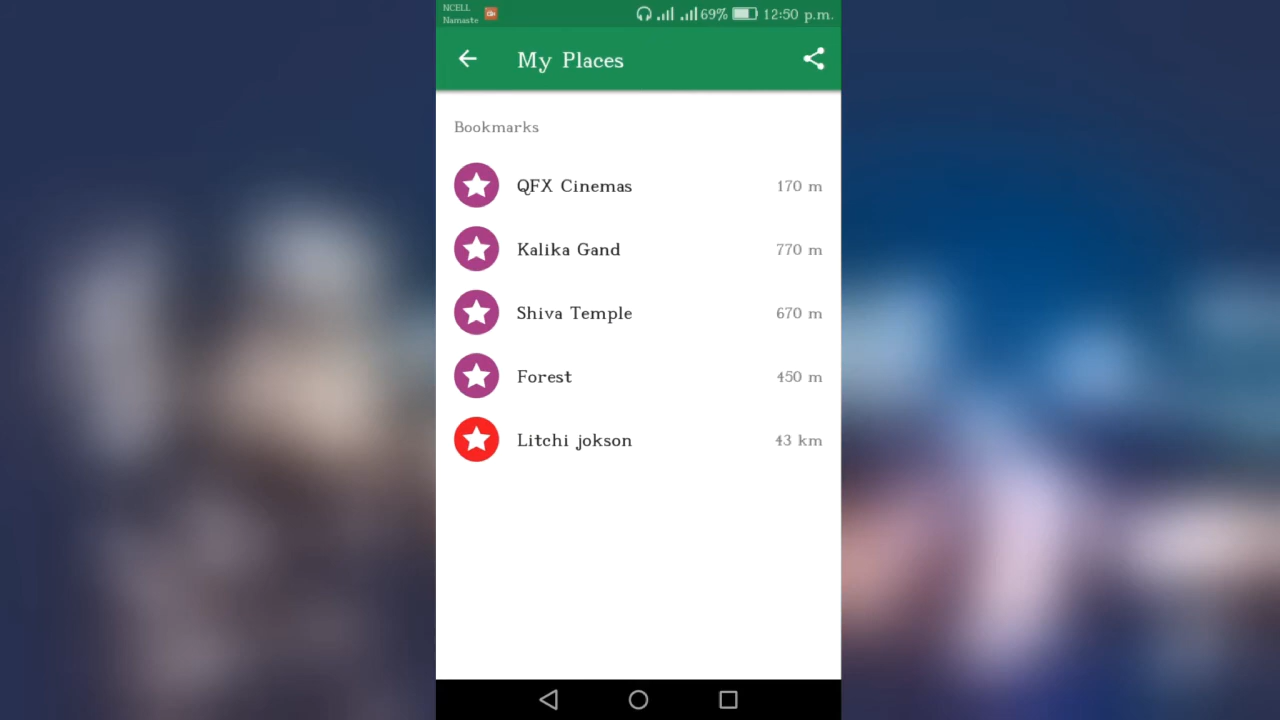 NCELL
Namaste
69% 12:50 p.m.
My Places
Bookmarks
QFX Cinemas 170 m
Kalika Gand 770 m
Shiva Temple 670 m
Forest 450 m
Litchi jokson 43 km